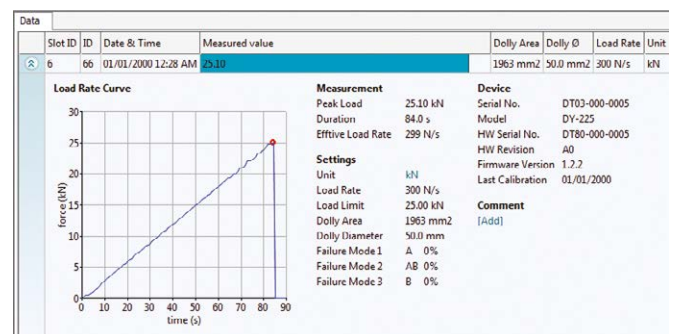 Data
Slot ID ID Date & Time Measured value Dolly Area Dolly Ø Load Rate Unit
6 66 01/01/2000 12:28 AM 25.10 1963 mm2 50.0 mm 300 N/s kN
Load Rate Curve
force (kN)
30
25
20
15
10
5
0
0 10 20 30 40 50 60 70 80 90
time (s)
Measurement
Peak Load 25.10 kN
Duration 84.0 s
Efftive Load Rate 299 N/s
Settings
Unit kN
Load Rate 300 N/s
Load Limit 25.00 kN
Dolly Area 1963 mm2
Dolly Diameter 50.0 mm
Failure Mode 1 A 0%
Failure Mode 2 AB 0%
Failure Mode 3 B 0%
Device
Serial No. DT03-000-0005
Model DY-225
HW Serial No. DT80-000-0005
HW Revision A0
Firmware Version 1.2.2
Last Calibration 01/01/2000
Comment
[Add]